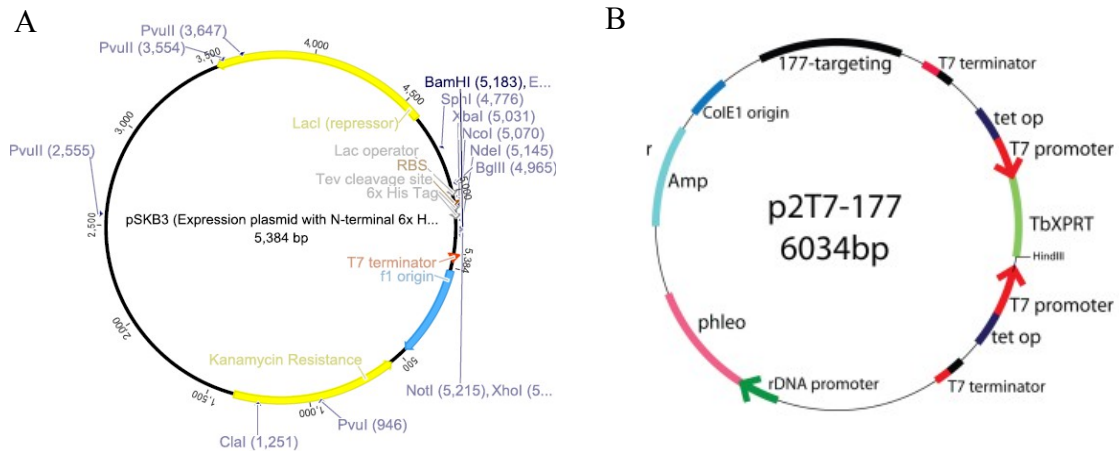 A
PvuII (3,647)
PvuII (3,554)
3,500
4,000
4,500
BamHI (5,183), E...
SphI (4,776)
XbaI (5,031)
NcoI (5,070)
NdeI (5,145)
BglII (4,965)
LacI (repressor)
3,000
PvuII (2,555)
2,500
Lac operator
RBS
Tev cleavage site
6x His Tag
5,000
pSKB3 (Expression plasmid with N-terminal 6x H...
5,384 bp
T7 terminator
5,384
f1 origin
2,000
Kanamycin Resistance
500
NotI (5,215), XhoI (5...
1,500
1,000
PvuI (946)
ClaI (1,251)
B
177-targeting
T7 terminator
ColE1 origin
tet op
T7 promoter
r
Amp
p2T7-177
6034bp
TbXPRT
HindIII
T7 promoter
phleo
tet op
rDNA promoter
T7 terminator